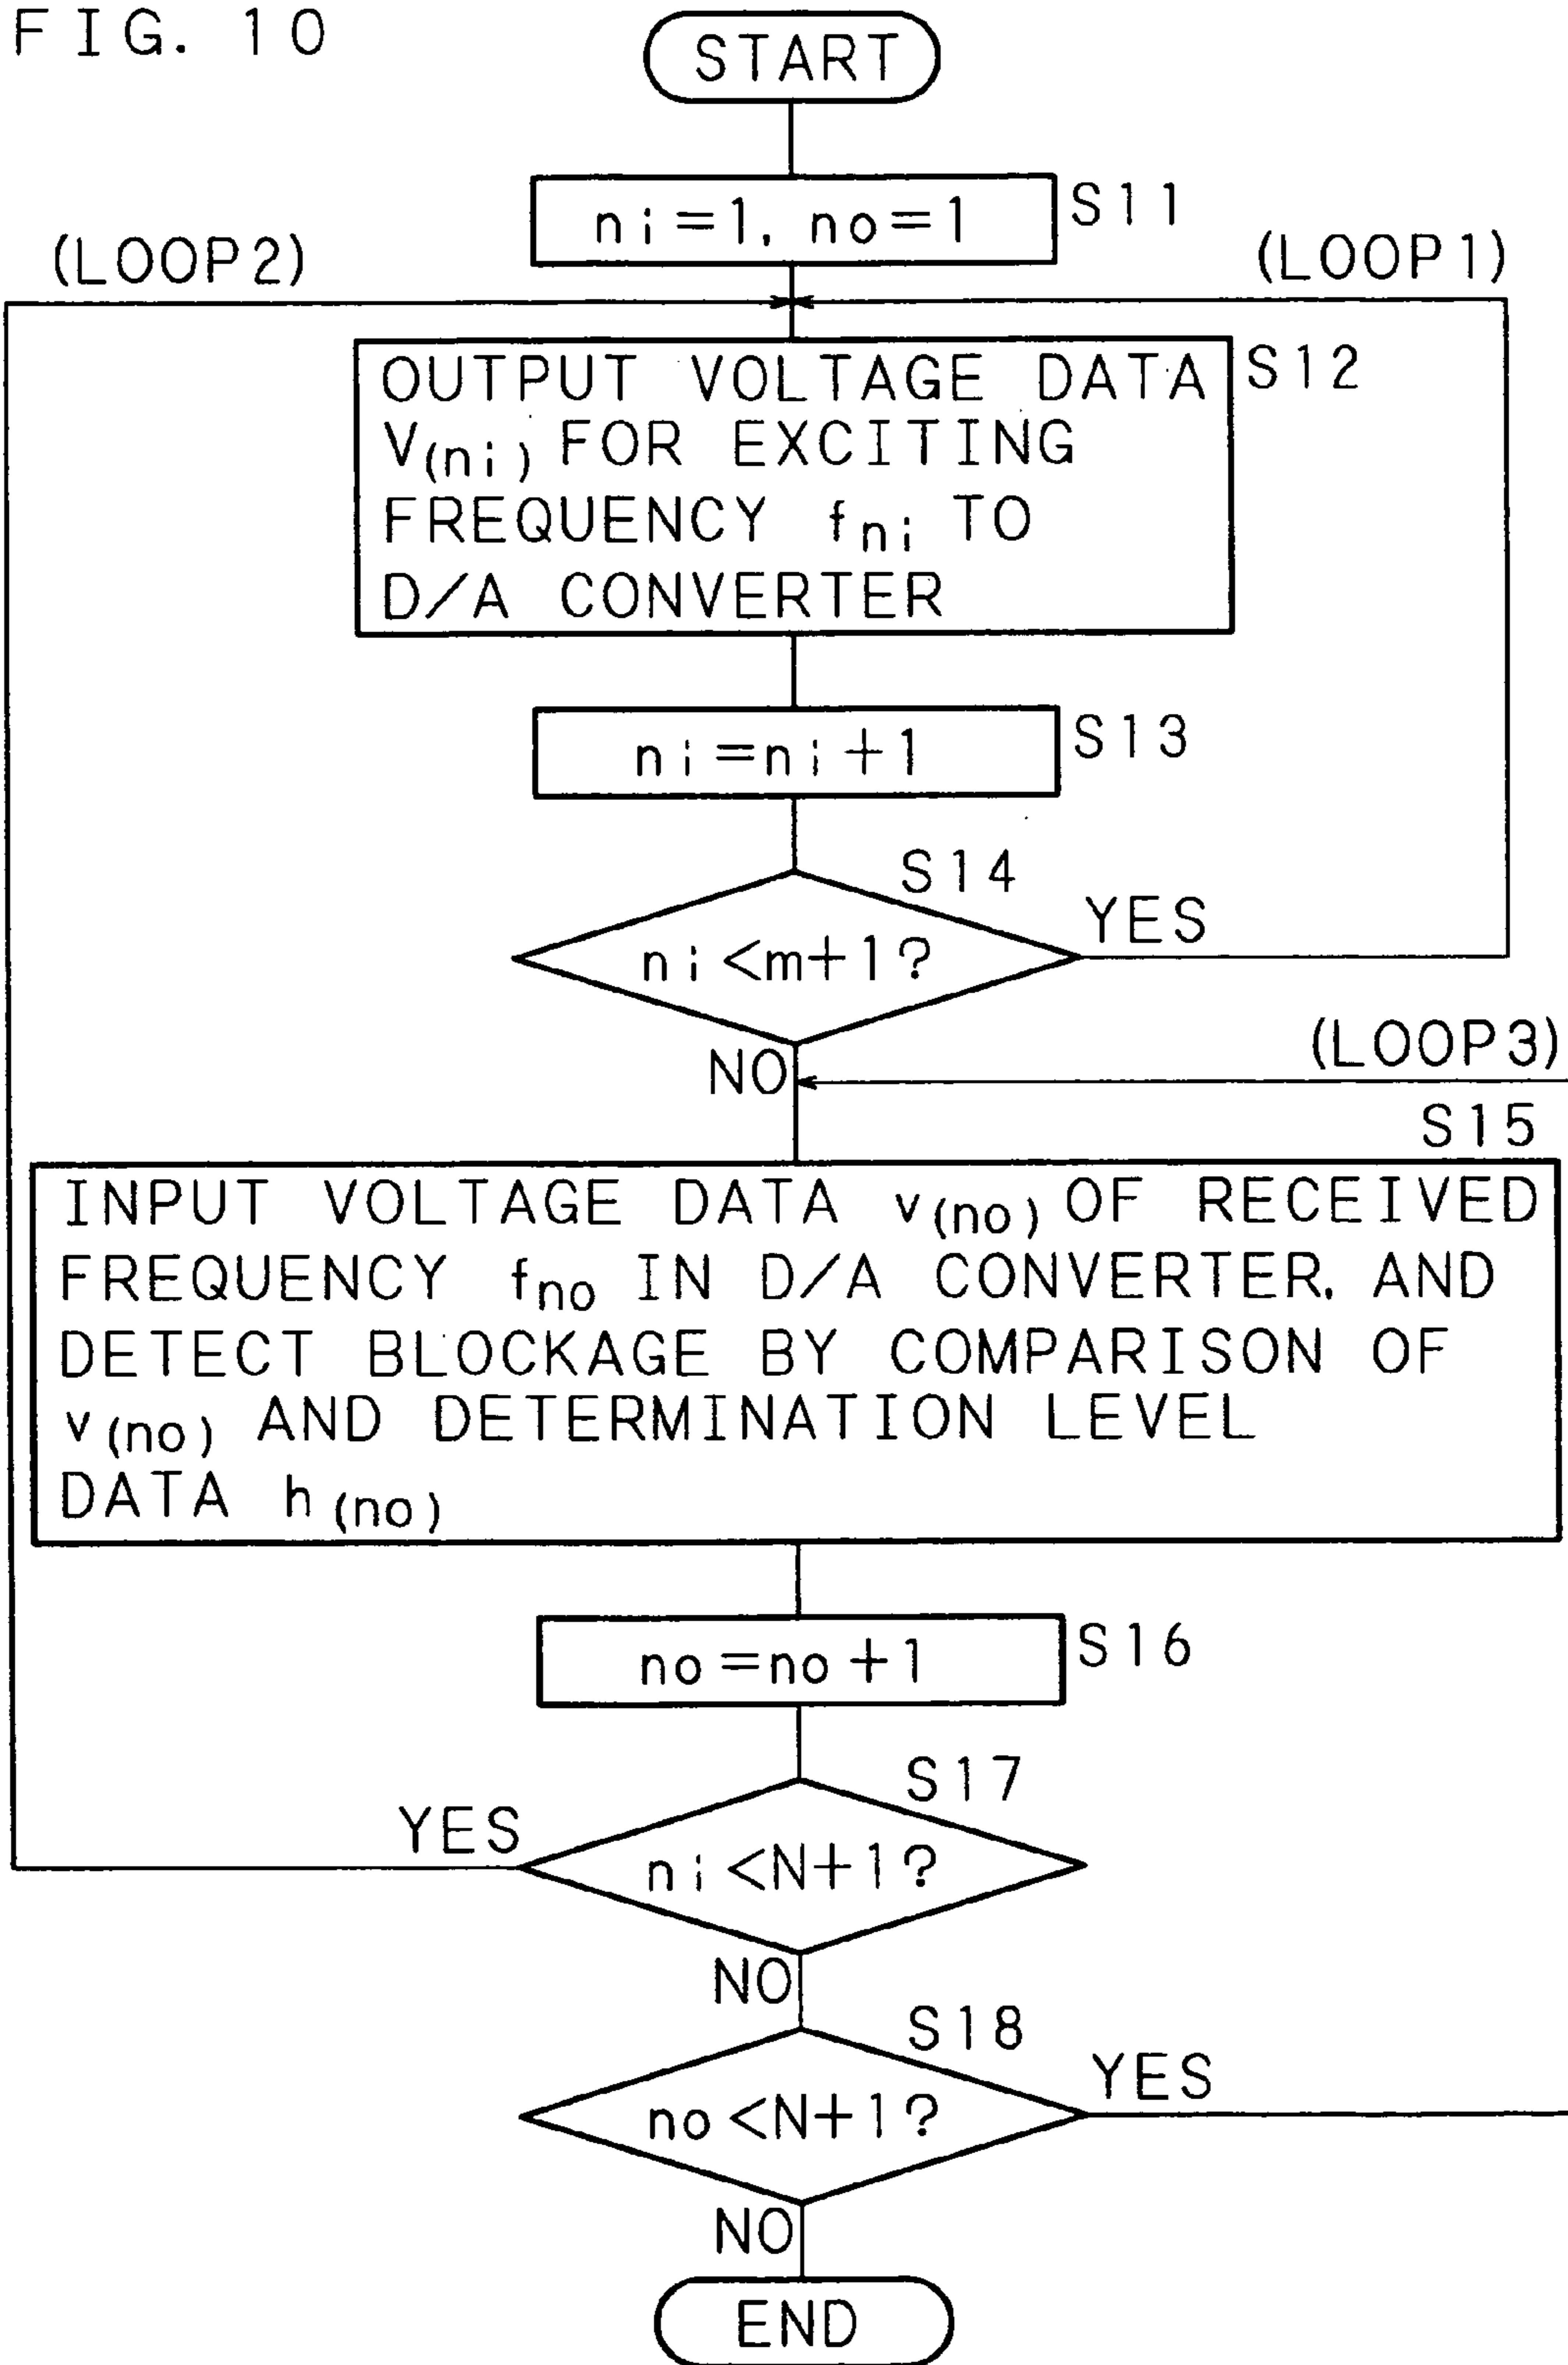 FIG. 10
START
ni=1, no=1
S11
(LOOP2)
(LOOP1)
OUTPUT VOLTAGE DATA
V(ni) FOR EXCITING
FREQUENCY fni TO
D/A CONVERTER
S12
ni=ni+1
S13
S14
ni<m+1?
YES
NO
(LOOP3)
S15
INPUT VOLTAGE DATA v(no) OF RECEIVED
FREQUENCY fno IN D/A CONVERTER, AND
DETECT BLOCKAGE BY COMPARISON OF
v(no) AND DETERMINATION LEVEL
DATA h(no)
no=no+1
S16
S17
YES
ni<N+1?
NO
S18
YES
no<N+1?
NO
END